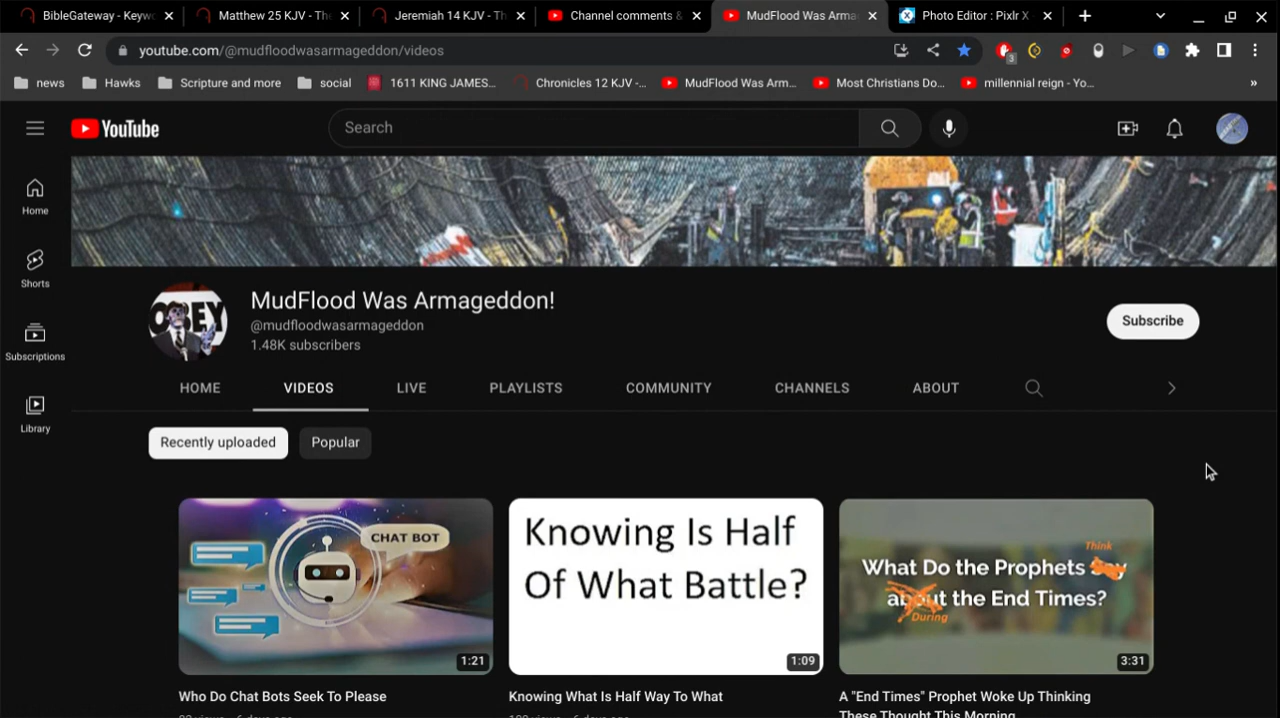 BibleGateway - Keyw
Matthew 25 KJV - The
Jeremiah 14 KJV - Th
Channel comments &
MudFlood Was Arma
Photo Editor : Pixlr X
youtube.com/@mudfloodwasarmageddon/videos
3
news
Hawks
Scripture and more
social
1611 KING JAMES...
Chronicles 12 KJV -...
MudFlood Was Arm...
Most Christians Do...
millennial reign - Yo...
»
YouTube
Search
Home
Shorts
Subscriptions
Library
OBEY
MudFlood Was Armageddon!
@mudfloodwasarmageddon
1.48K subscribers
Subscribe
HOME
VIDEOS
LIVE
PLAYLISTS
COMMUNITY
CHANNELS
ABOUT
Recently uploaded
Popular
CHAT BOT
1:21
Knowing Is Half
Of What Battle?
1:09
Think
What Do the Prophets Say
about the End Times?
During
3:31
Who Do Chat Bots Seek To Please
Knowing What Is Half Way To What
A "End Times" Prophet Woke Up Thinking
These Thought This Morning